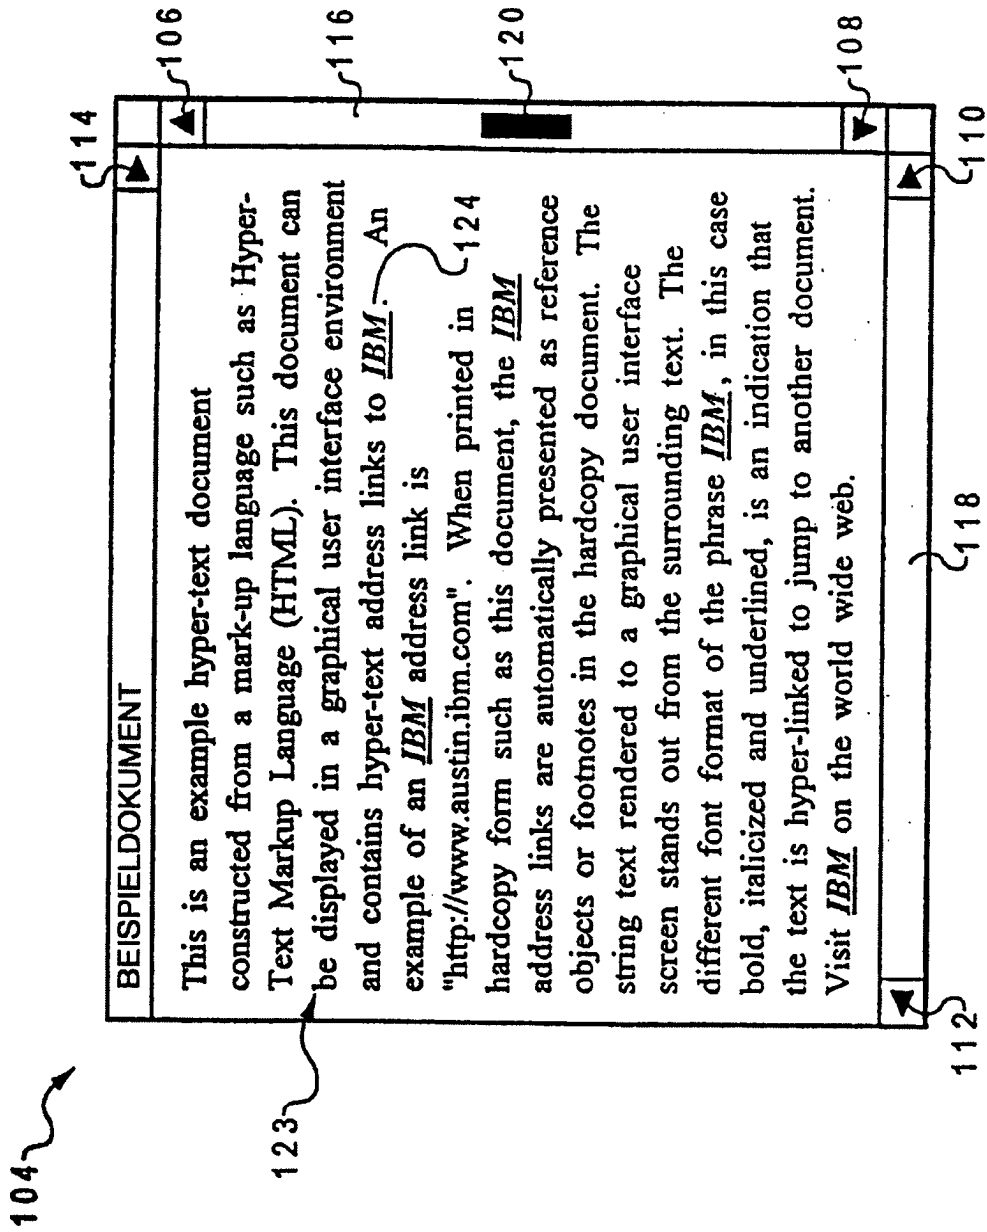 104
114
106
116
120
108
BEISPIELDOKUMENT
This is an example hyper-text document
constructed from a mark-up language such as Hyper-
Text Markup Language (HTML). This document can
be displayed in a graphical user interface environment
and contains hyper-text address links to IBM. An
example of an IBM address link is
"http://www.austin.ibm.com". When printed in
hardcopy form such as this document, the IBM
address links are automatically presented as reference
objects or footnotes in the hardcopy document. The
string text rendered to a graphical user interface
screen stands out from the surrounding text. The
different font format of the phrase IBM, in this case
bold, italicized and underlined, is an indication that
the text is hyper-linked to jump to another document.
Visit IBM on the world wide web.
123
124
112
118
110